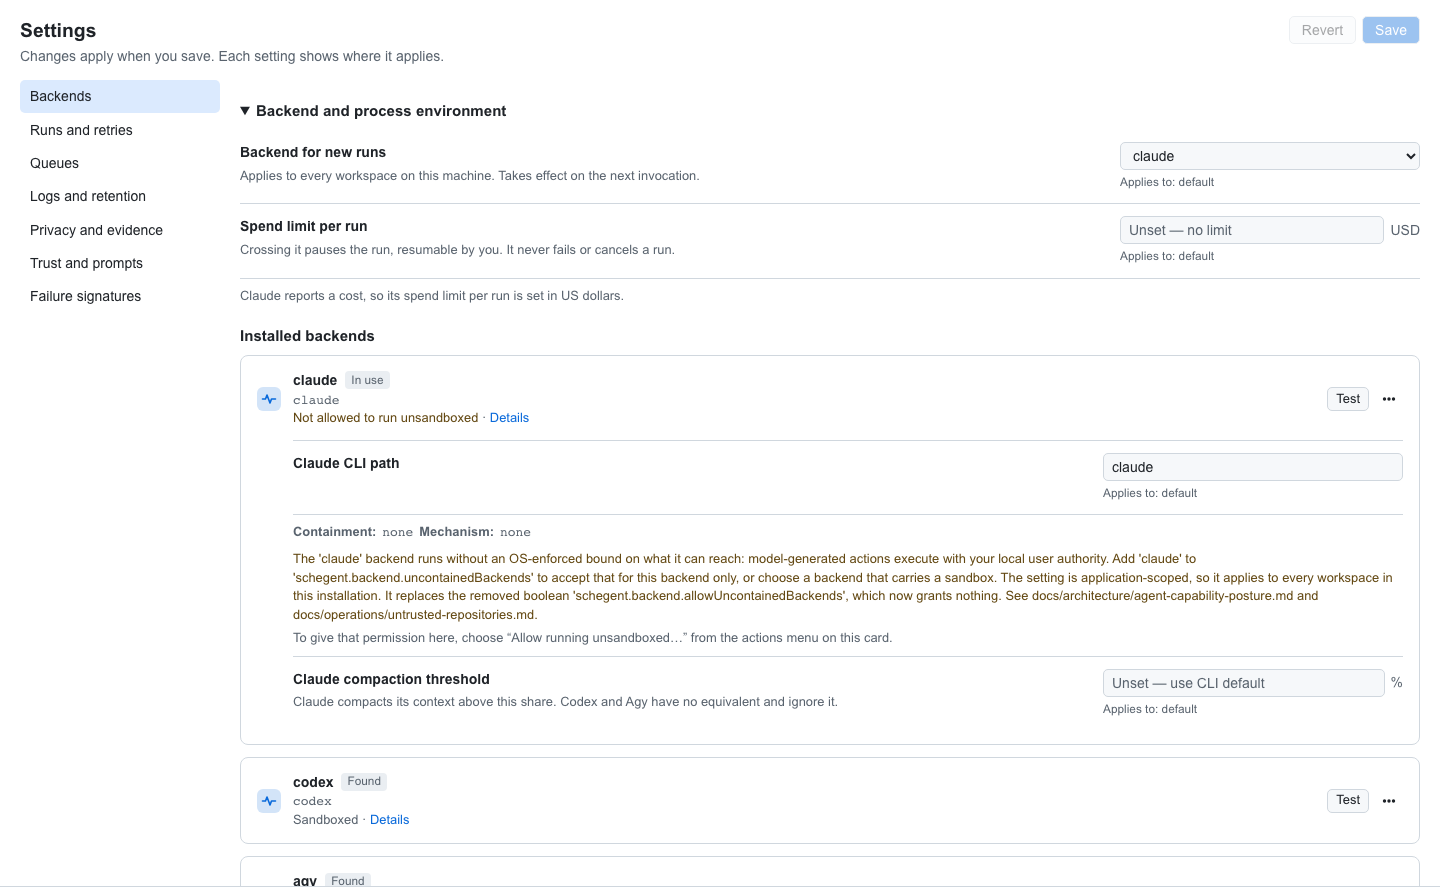 Settings
Changes apply when you save. Each setting shows where it applies.
Revert
Save
Backends
Runs and retries
Queues
Logs and retention
Privacy and evidence
Trust and prompts
Failure signatures
Backend and process environment
Backend for new runs
Applies to every workspace on this machine. Takes effect on the next invocation.
claude
Applies to: default
Spend limit per run
Crossing it pauses the run, resumable by you. It never fails or cancels a run.
Unset — no limit
USD
Applies to: default
Claude reports a cost, so its spend limit per run is set in US dollars.
Installed backends
claude
In use
claude
Not allowed to run unsandboxed · Details
Test
Claude CLI path
claude
Applies to: default
Containment: none Mechanism: none
The 'claude' backend runs without an OS-enforced bound on what it can reach: model-generated actions execute with your local user authority. Add 'claude' to
'schegent.backend.uncontainedBackends' to accept that for this backend only, or choose a backend that carries a sandbox. The setting is application-scoped, so it applies to every workspace in
this installation. It replaces the removed boolean 'schegent.backend.allowUncontainedBackends', which now grants nothing. See docs/architecture/agent-capability-posture.md and
docs/operations/untrusted-repositories.md.
To give that permission here, choose “Allow running unsandboxed…” from the actions menu on this card.
Claude compaction threshold
Claude compacts its context above this share. Codex and Agy have no equivalent and ignore it.
Unset — use CLI default
%
Applies to: default
codex
Found
codex
Sandboxed · Details
Test
agy
Found